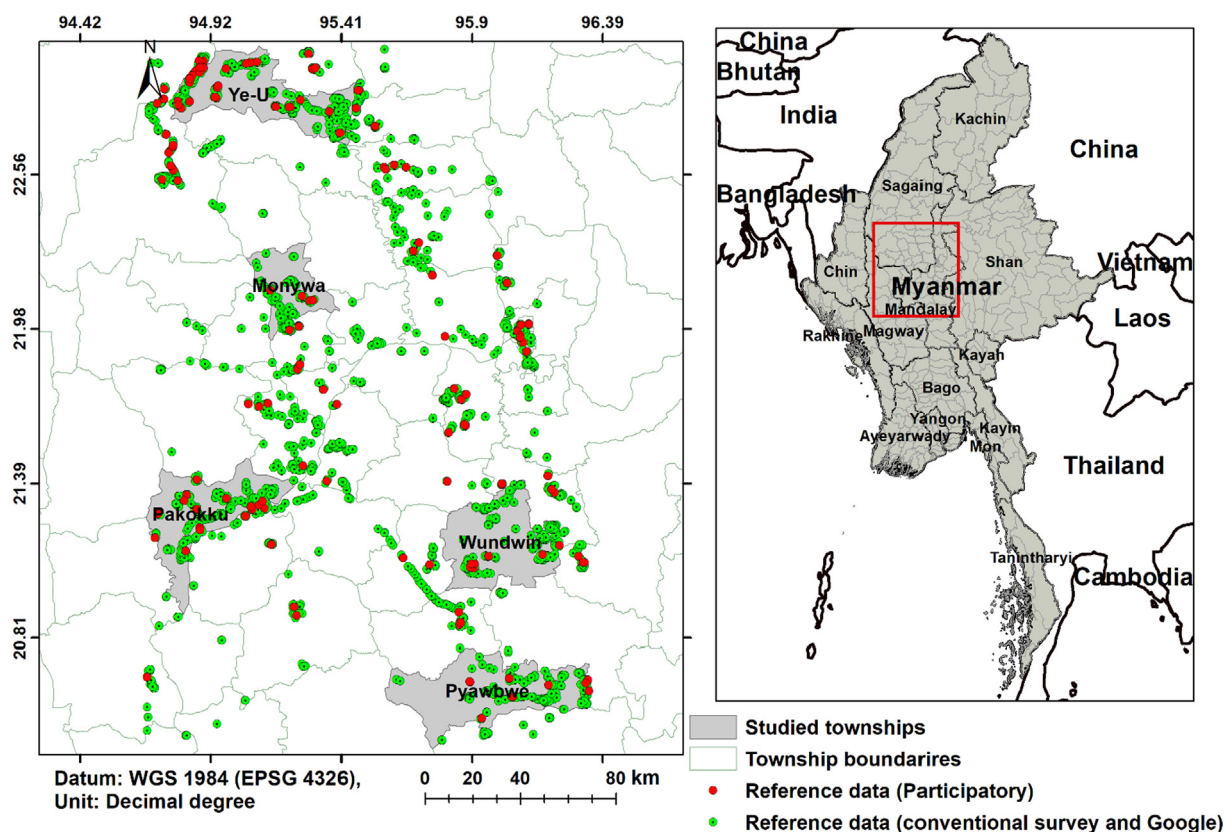 94.42
94.92
95.41
95.9
96.39
N
Ye-U
22.56
Monywa
21.98
21.39
Pakokku
Wundwin
20.81
Pyawbwe
Datum: WGS 1984 (EPSG 4326),
Unit: Decimal degree
0 20 40 80 km
China
Bhutan
India
Kachin
China
Sagaing
Bangladesh
Chin
Shan
Vietnam
Myanmar
Mandalay
Laos
Rakhine
Magway
Kayah
Bago
Yangon
Ayeyarwady
Kayin
Mon
Thailand
Tanintharyi
Cambodia
Studied townships
Township boundarires
Reference data (Participatory)
Reference data (conventional survey and Google)